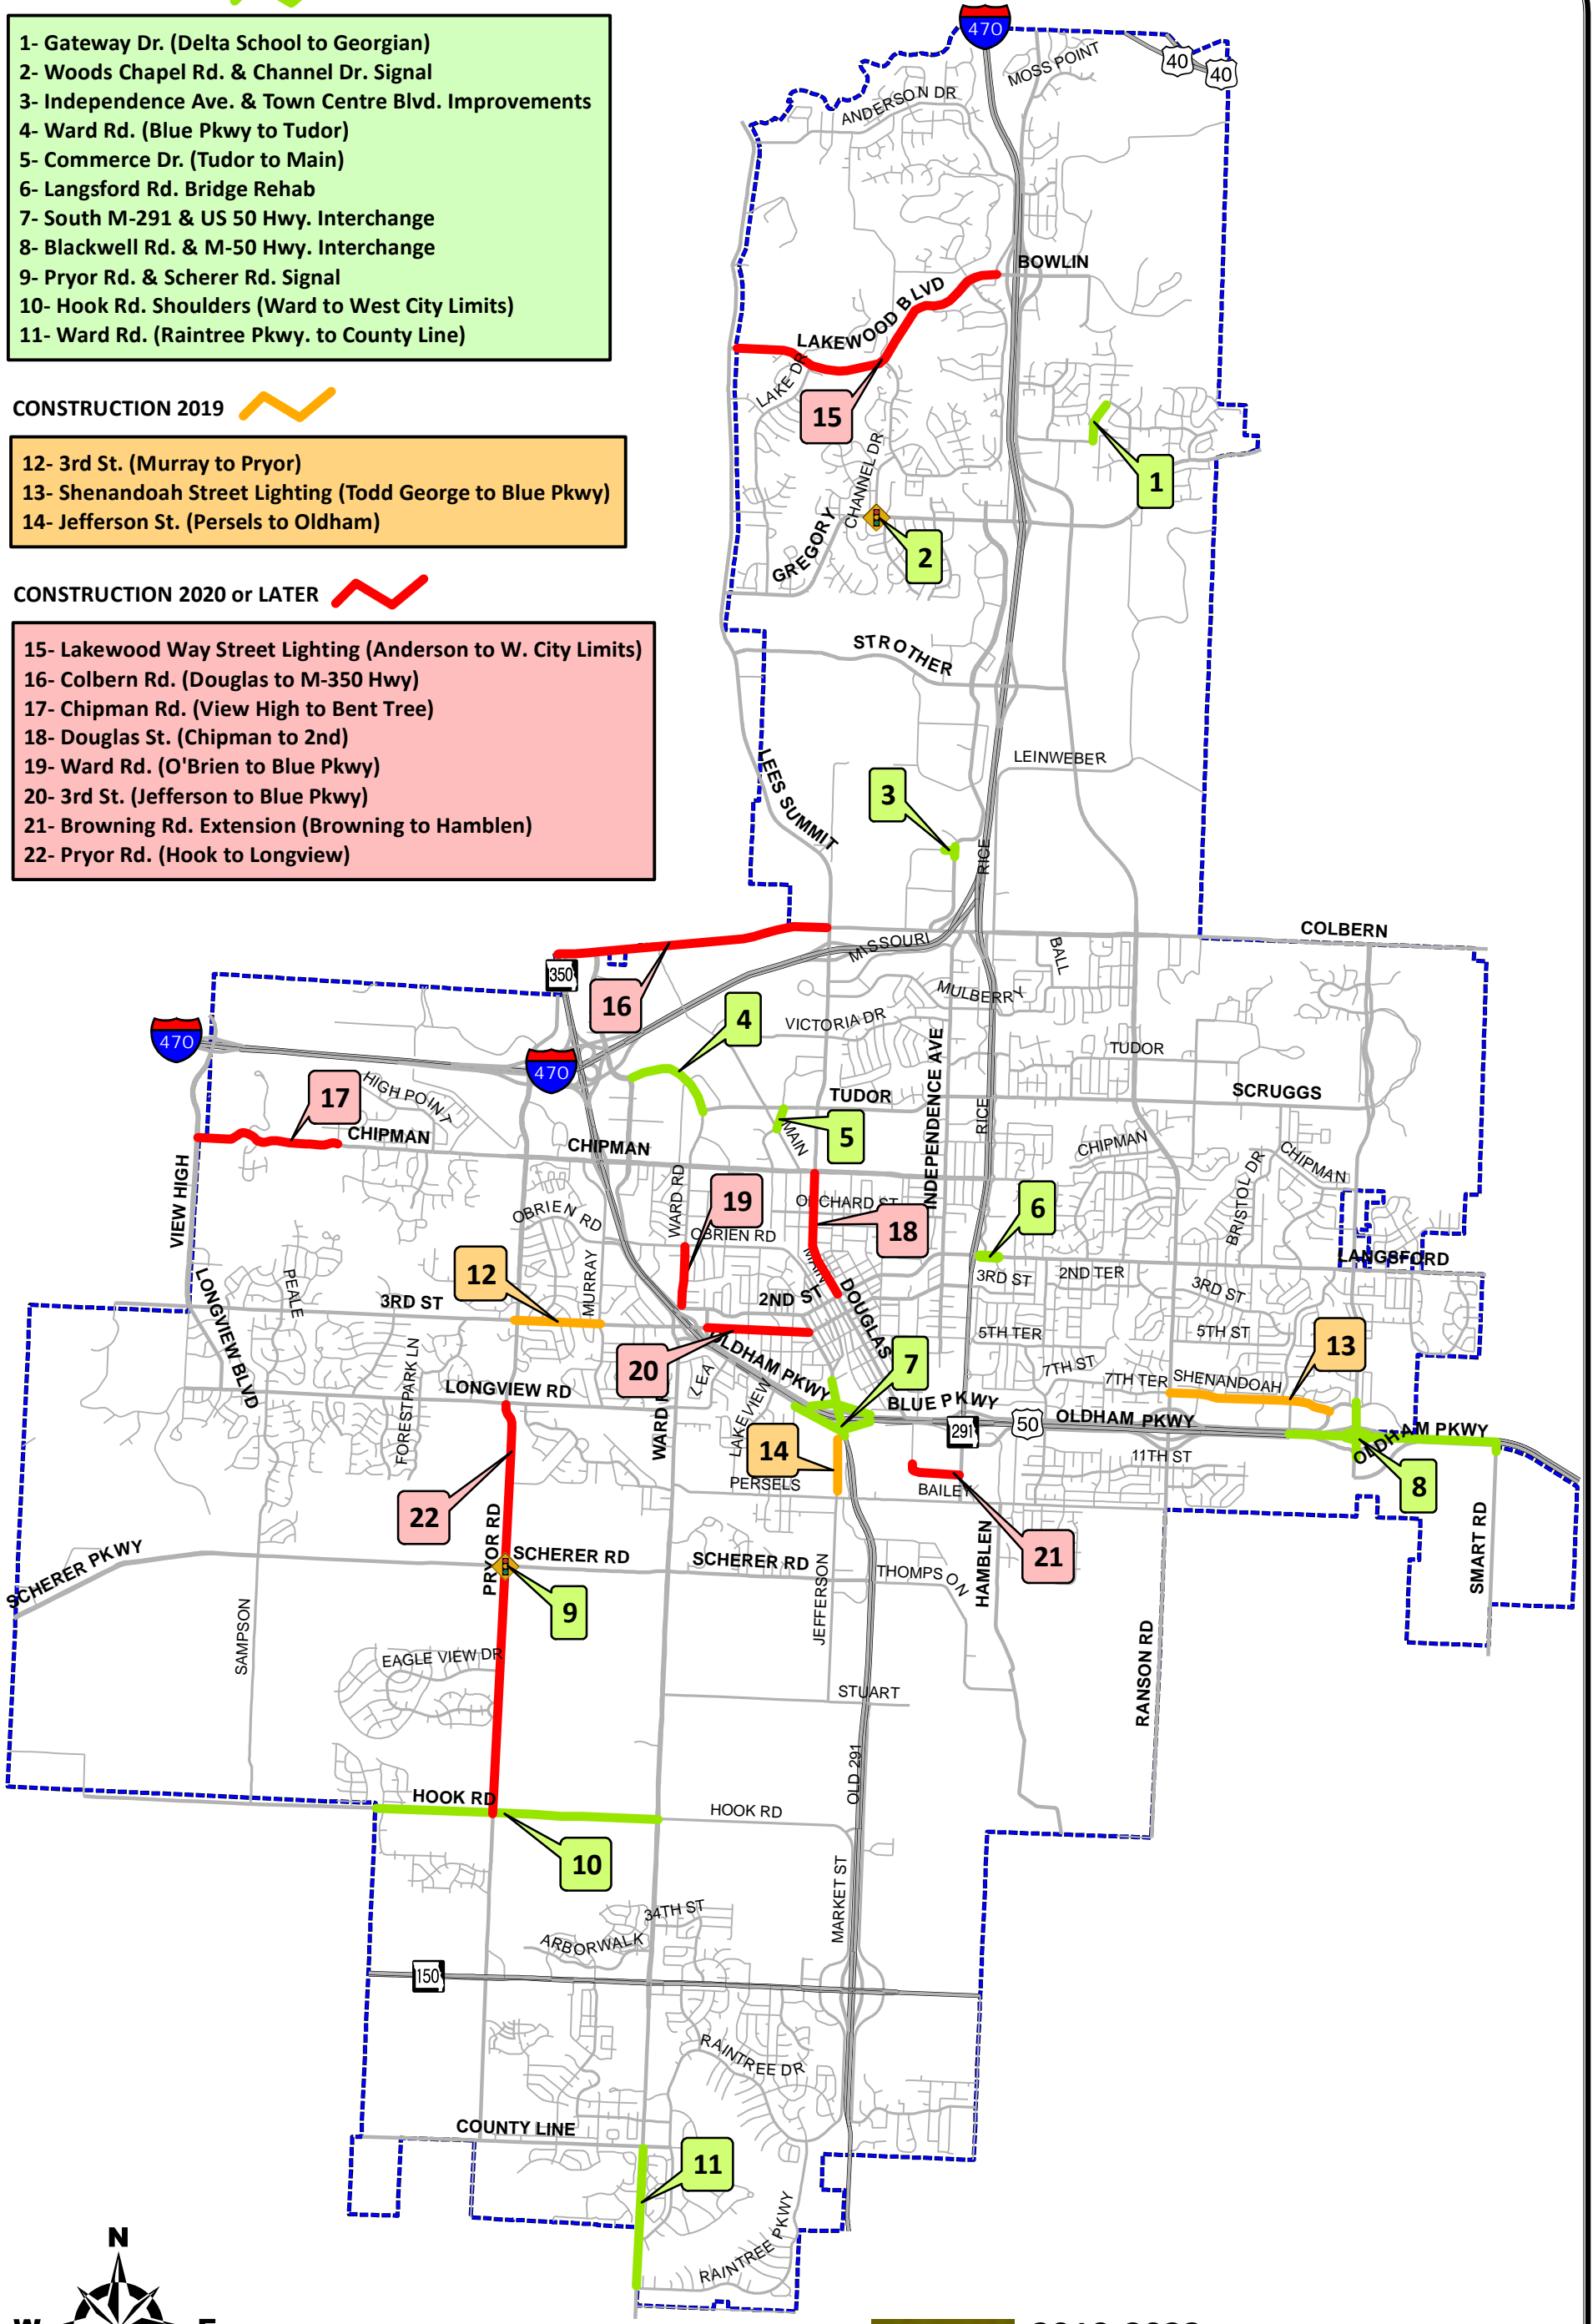 1- Gateway Dr. (Delta School to Georgian)
2- Woods Chapel Rd. & Channel Dr. Signal
3- Independence Ave. & Town Centre Blvd. Improvements
4- Ward Rd. (Blue Pkwy to Tudor)
5- Commerce Dr. (Tudor to Main)
6- Langsford Rd. Bridge Rehab
7- South M-291 & US 50 Hwy. Interchange
8- Blackwell Rd. & M-50 Hwy. Interchange
9- Pryor Rd. & Scherer Rd. Signal
10- Hook Rd. Shoulders (Ward to West City Limits)
11- Ward Rd. (Raintree Pkwy. to County Line)
CONSTRUCTION 2019
12- 3rd St. (Murray to Pryor)
13- Shenandoah Street Lighting (Todd George to Blue Pkwy)
14- Jefferson St. (Persels to Oldham)
CONSTRUCTION 2020 or LATER
15- Lakewood Way Street Lighting (Anderson to W. City Limits)
16- Colbern Rd. (Douglas to M-350 Hwy)
17- Chipman Rd. (View High to Bent Tree)
18- Douglas St. (Chipman to 2nd)
19- Ward Rd. (O'Brien to Blue Pkwy)
20- 3rd St. (Jefferson to Blue Pkwy)
21- Browning Rd. Extension (Browning to Hamblen)
22- Pryor Rd. (Hook to Longview)
470
40
40
MOSS POINT
ANDERSON DR
BOWLIN
LAKEWOOD BLVD
LAKE DR
15
1
CHANNEL DR
GREGORY
2
STROTHER
LEINWEBER
LEES SUMMIT
3
RICE
COLBERN
MISSOURI
BALL
350
16
MULBERRY
4
VICTORIA DR
470
470
TUDOR
INDEPENDENCE AVE
17
HIGH POINT
TUDOR
SCRUGGS
RICE
5
MAIN
CHIPMAN
CHIPMAN
CHIPMAN
CHIPMAN
BRISTOL DR
VIEW HIGH
WARD RD
19
ORCHARD ST
18
6
OBRIEN RD
OBRIEN RD
LANGSFORD
12
MURRAY
MAIN
3RD ST
2ND TER
3RD ST
PEALE
LONGVIEW BLVD
3RD ST
2ND ST
DOUGLAS
5TH TER
5TH ST
13
20
OLDHAM PKWY
7
7TH ST
7TH TER
SHENANDOAH
FORESTPARK LN
LONGVIEW RD
LEA
LAKEVIEW
BLUE PKWY
291
50
OLDHAM PKWY
OLDHAM PKWY
11TH ST
14
PERSELS
BAILEY
8
22
PRYOR RD
SCHERER PKWY
SCHERER RD
SCHERER RD
THOMPSON
HAMBLEN
21
SMART RD
9
JEFFERSON
SAMPSON
EAGLE VIEW DR
RANSON RD
STUART
OLD 291
HOOK RD
HOOK RD
10
MARKET ST
34TH ST
ARBORWALK
150
RAINTREE DR
COUNTY LINE
11
RAINTREE PKWY
N